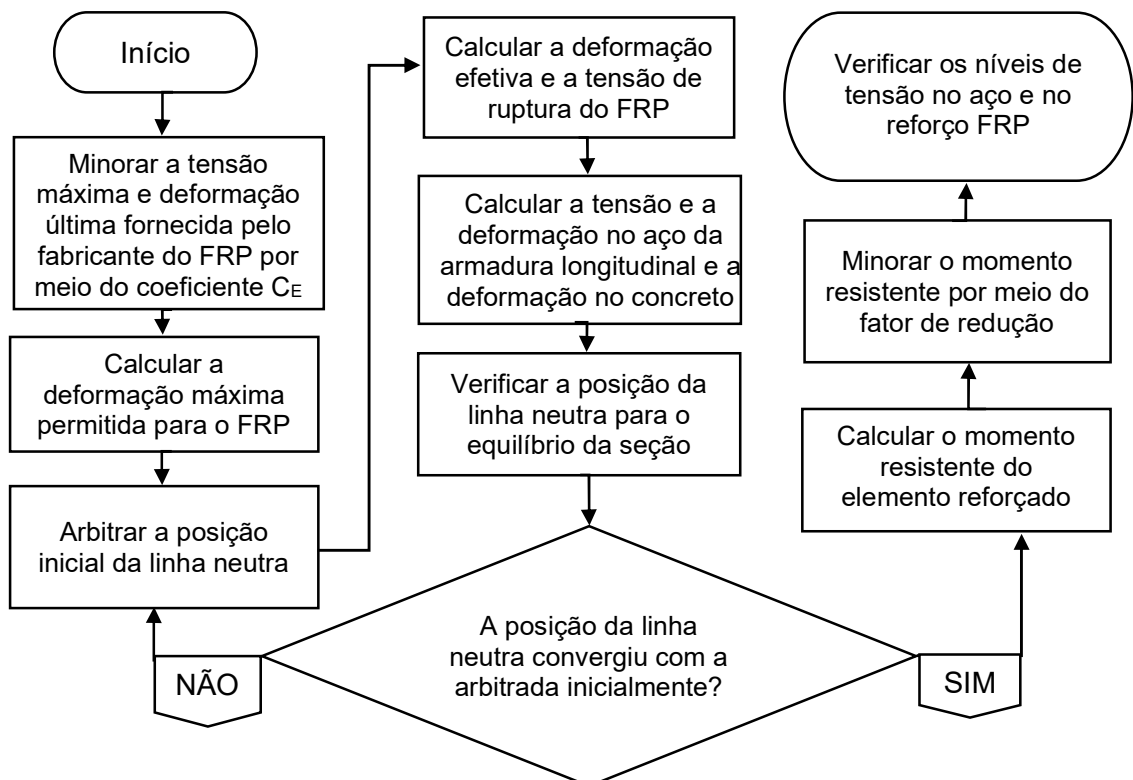 Início
Minorar a tensão
máxima e deformação
última fornecida pelo
fabricante do FRP por
meio do coeficiente CE
Calcular a
deformação máxima
permitida para o FRP
Arbitrar a posição
inicial da linha neutra
Calcular a deformação
efetiva e a tensão de
ruptura do FRP
Calcular a tensão e a
deformação no aço da
armadura longitudinal e a
deformação no concreto
Verificar a posição da
linha neutra para o
equilíbrio da seção
A posição da linha
neutra convergiu com a
arbitrada inicialmente?
NÃO
SIM
Calcular o momento
resistente do
elemento reforçado
Minorar o momento
resistente por meio do
fator de redução
Verificar os níveis de
tensão no aço e no
reforço FRP